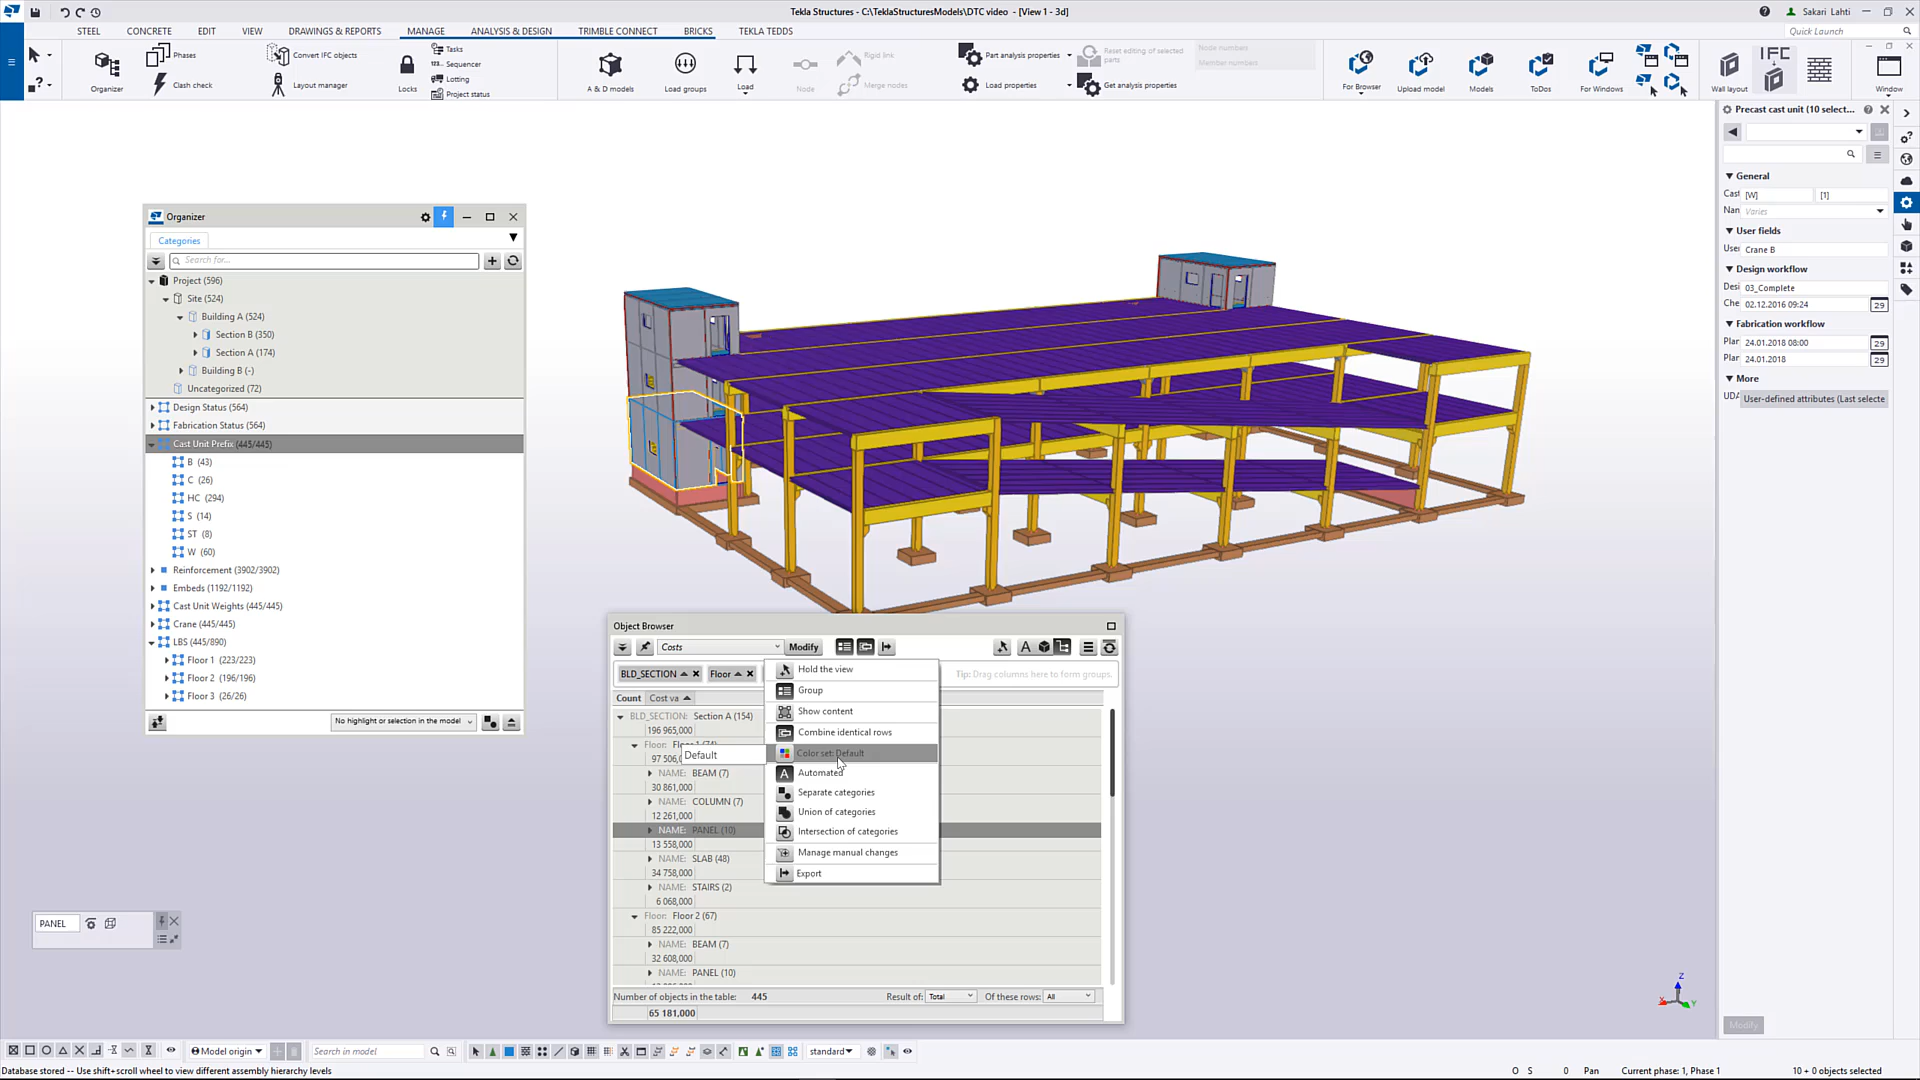 Tekla Structures - C:\TeklaStructuresModels\DTC video - [View 1 - 3d]
Sakari Lahti
STEEL CONCRETE EDIT VIEW DRAWINGS & REPORTS MANAGE ANALYSIS & DESIGN TRIMBLE CONNECT BRICKS TEKLA TEDDS
Quick Launch
Organizer
Phases
Clash check
Convert IFC objects
Layout manager
Locks
Tasks
Sequencer
Lotting
Project status
A & D models
Load groups
Load
Node
Rigid link
Merge nodes
Part analysis properties
Load properties
Reset editing of selected parts
Get analysis properties
Node numbers
Member numbers
For Browser
Upload model
Models
ToDos
For Windows
Wall layout
IFC
Window
Organizer
Categories
Search for...
Project (596)
Site (524)
Building A (524)
Section B (350)
Section A (174)
Building B (-)
Uncategorized (72)
Design Status (564)
Fabrication Status (564)
Cast Unit Prefix (445/445)
B (43)
C (26)
HC (294)
S (14)
ST (8)
W (60)
Reinforcement (3902/3902)
Embeds (1192/1192)
Cast Unit Weights (445/445)
Crane (445/445)
LBS (445/890)
Floor 1 (223/223)
Floor 2 (196/196)
Floor 3 (26/26)
No highlight or selection in the model
Object Browser
Costs
Modify
A
BLD_SECTION
Floor
Tip: Drag columns here to form groups.
Count Cost va
BLD_SECTION: Section A (154)
196 965,000
Floor: Floor 1 (74)
97 506,0
NAME: BEAM (7)
30 861,000
NAME: COLUMN (7)
12 261,000
NAME: PANEL (10)
13 558,000
NAME: SLAB (48)
34 758,000
NAME: STAIRS (2)
6 068,000
Floor: Floor 2 (67)
85 222,000
NAME: BEAM (7)
32 608,000
NAME: PANEL (10)
Number of objects in the table: 445
Result of: Total Of these rows: All
65 181,000
Default
Hold the view
Group
Show content
Combine identical rows
Color set: Default
A Automated
Separate categories
Union of categories
Intersection of categories
Manage manual changes
Export
PANEL
Precast cast unit (10 select...
General
Cast [W] [1]
Nan Varies
User fields
User Crane B
Design workflow
Desi 03_Complete
Che 02.12.2016 09:24 29
Fabrication workflow
Plar 24.01.2018 08:00 29
Plar 24.01.2018 29
More
UDA User-defined attributes (Last selecte
Modify
Z
X
Y
Model origin
Search in model
standard
Database stored -- Use shift+scroll wheel to view different assembly hierarchy levels
O S 0 Pan Current phase: 1, Phase 1 10 + 0 objects selected